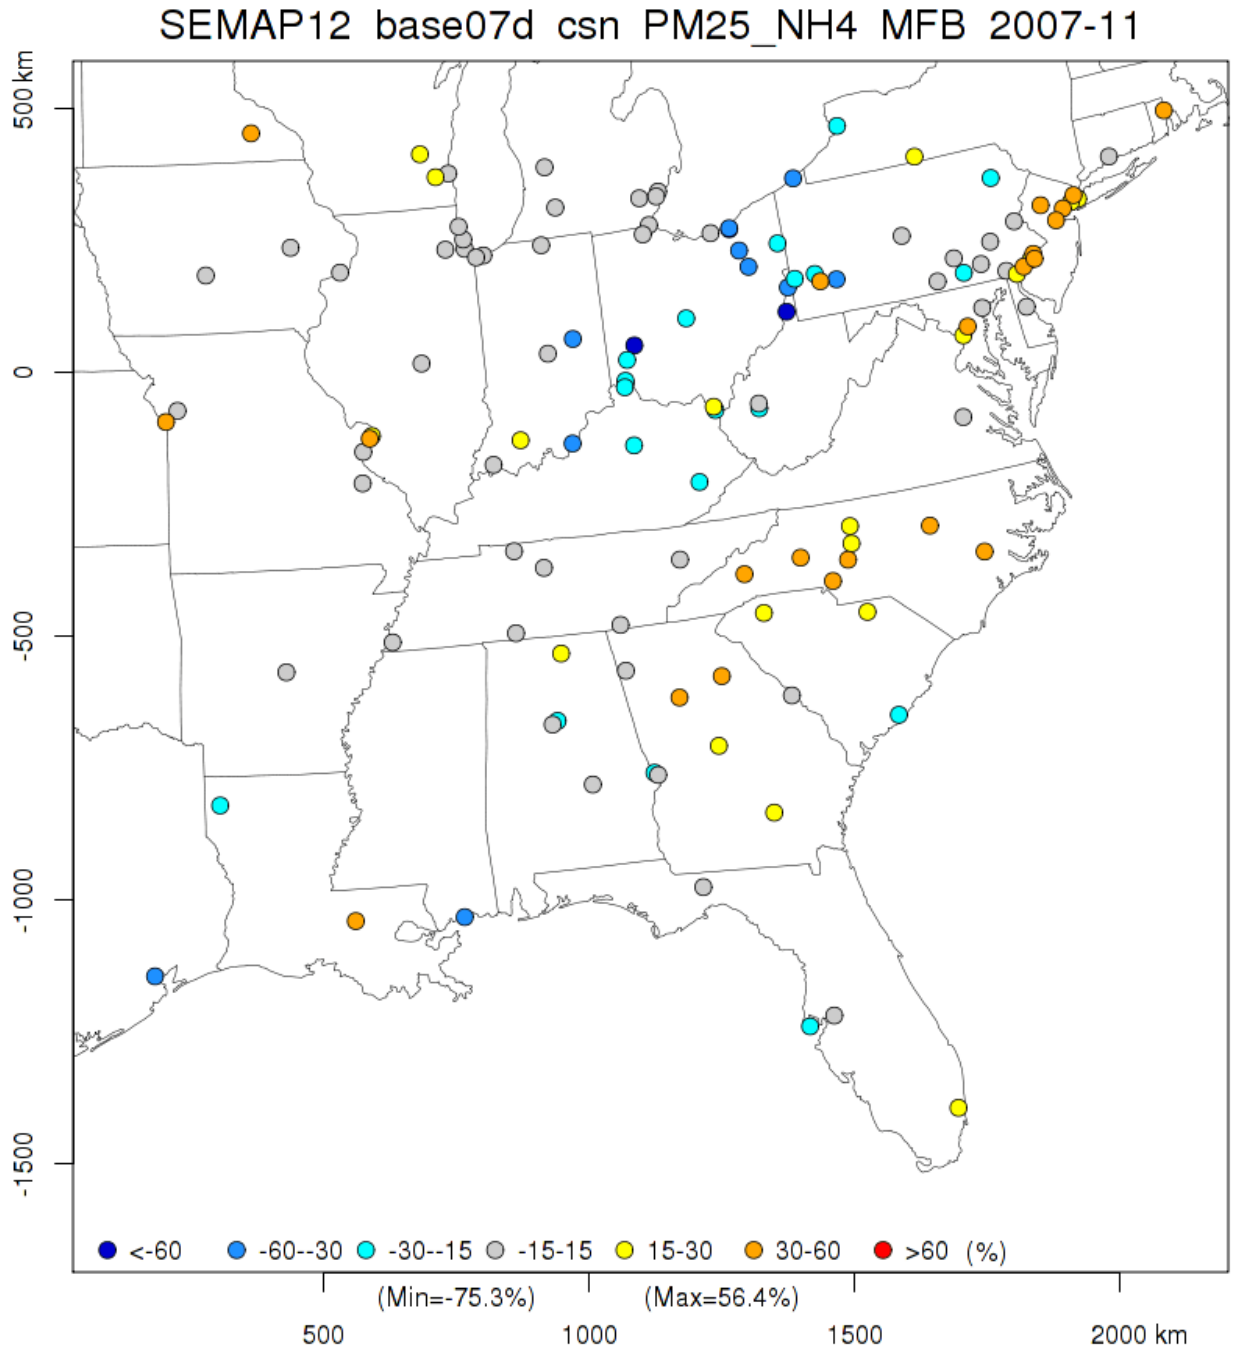 SEMAP12 base07d csn PM25_NH4 MFB 2007-11
500 km
0
-500
-1000
-1500
<-60 -60--30 -30--15 -15-15 15-30 30-60 >60 (%)
(Min=-75.3%) (Max=56.4%)
500 1000 1500 2000 km